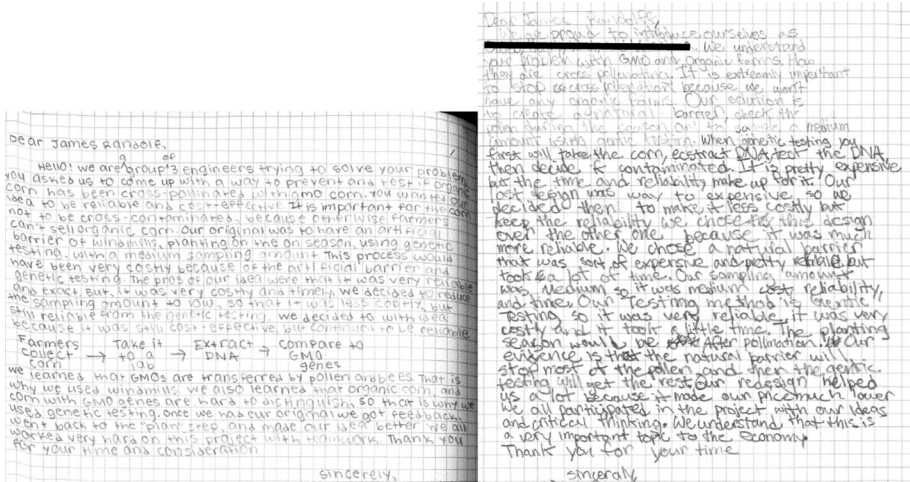 Dear James Randolf,
Hello! we are a group of 3 engineers trying to solve your problem
you asked us to come up with a way to prevent and test if organic
corn has been cross-pollinated with GMO corn. You wanted our
idea to be reliable and cost-effective. It is important for the corn
not to be cross-contaminated, because otherwise farmers
can't sell organic corn. Our original was to have an artificial
barrier of windmills, planting on the on season, using genetic
testing, with a medium sampling amount. This process would
have been very costly because of the artificial barrier and
genetic testing. The pros of our idea were that it was very reliable
and exact. But, it was very costly and timely, we decided to reduce
the sampling amount to low, so that it was less costly, but
still reliable from the genetic testing. we decided to with is idea
because it was still cost-effective, but continued to be reliable
Farmers collect corn → Take it to a lab → Extract DNA → compare to GMO genes
we learned that GMOs are transferred by pollen and bees. That is
why we used windmills. we also learned that organic corn and
corn with GMO genes are hard to distinguish, so that is why we
used genetic testing. once we had our original we got feedback,
went back to the "plan" step, and made our idea better. we all
worked very hard on this project with teamwork. Thank you
for your time and consideration
sincerely,
Dear James Randolff,
We are proud to introduce ourselves as
We understand
your problem with GMO and organic farms. How
they are cross pollenating. It is extreamly important
to stop cross pollenation because we won't
have any organic farms. Our solution is
to create a natural barrier, check the
corn during the season and to sample a medium
amount using genetic testing. When genetic testing you
first will take the corn, ecstract DNA, test the DNA,
then decide is contaminated. It is pretty expensive
but the time and reliability make up for it. Our
last design was way to expensive so we
decided then to make it less costly but
keep the reliability. we chose this design
over the other one because it was much
more reliable. We chose a natural barrier
that was sort of expensive and pretty reliable but
took a lot of time. Our sampling amount
was medium so it was medium cost, reliability,
and time. Our Testing method is Genetic
Testing so it was very reliable, it was very
costly and it took little time. The planting
season would be After pollination. Our
evidence is that the natural barrier will
stop most of the pollen and then the genetic
testing will get the rest. Our redesign helped
us a lot because it made our price much lower
We all participated in the project with our ideas
and critical thinking. We understand that this is
a very important topic to the economy.
Thank you for your time
sinceraly,